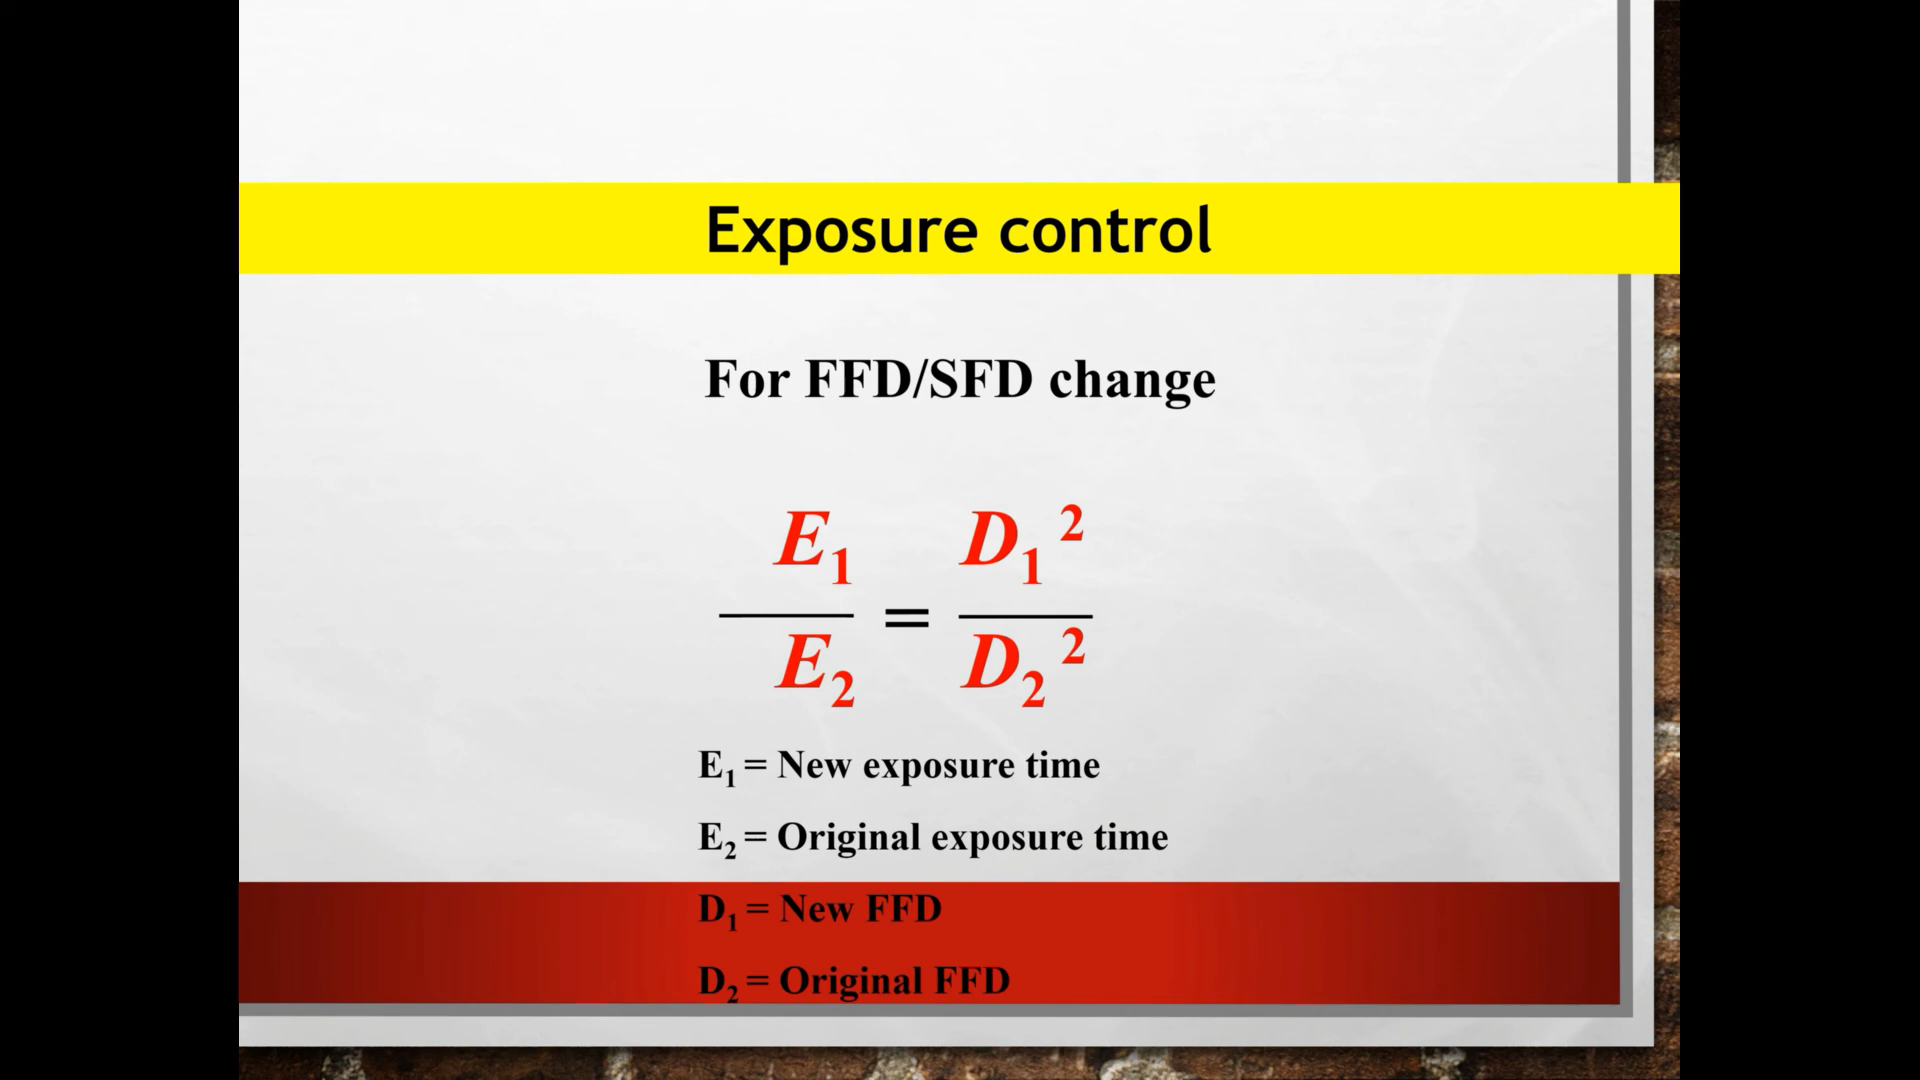 Exposure control
For FFD/SFD change
E₁ / E₂ = D₁² / D₂²
E₁ = New exposure time
E₂ = Original exposure time
D₁ = New FFD
D₂ = Original FFD